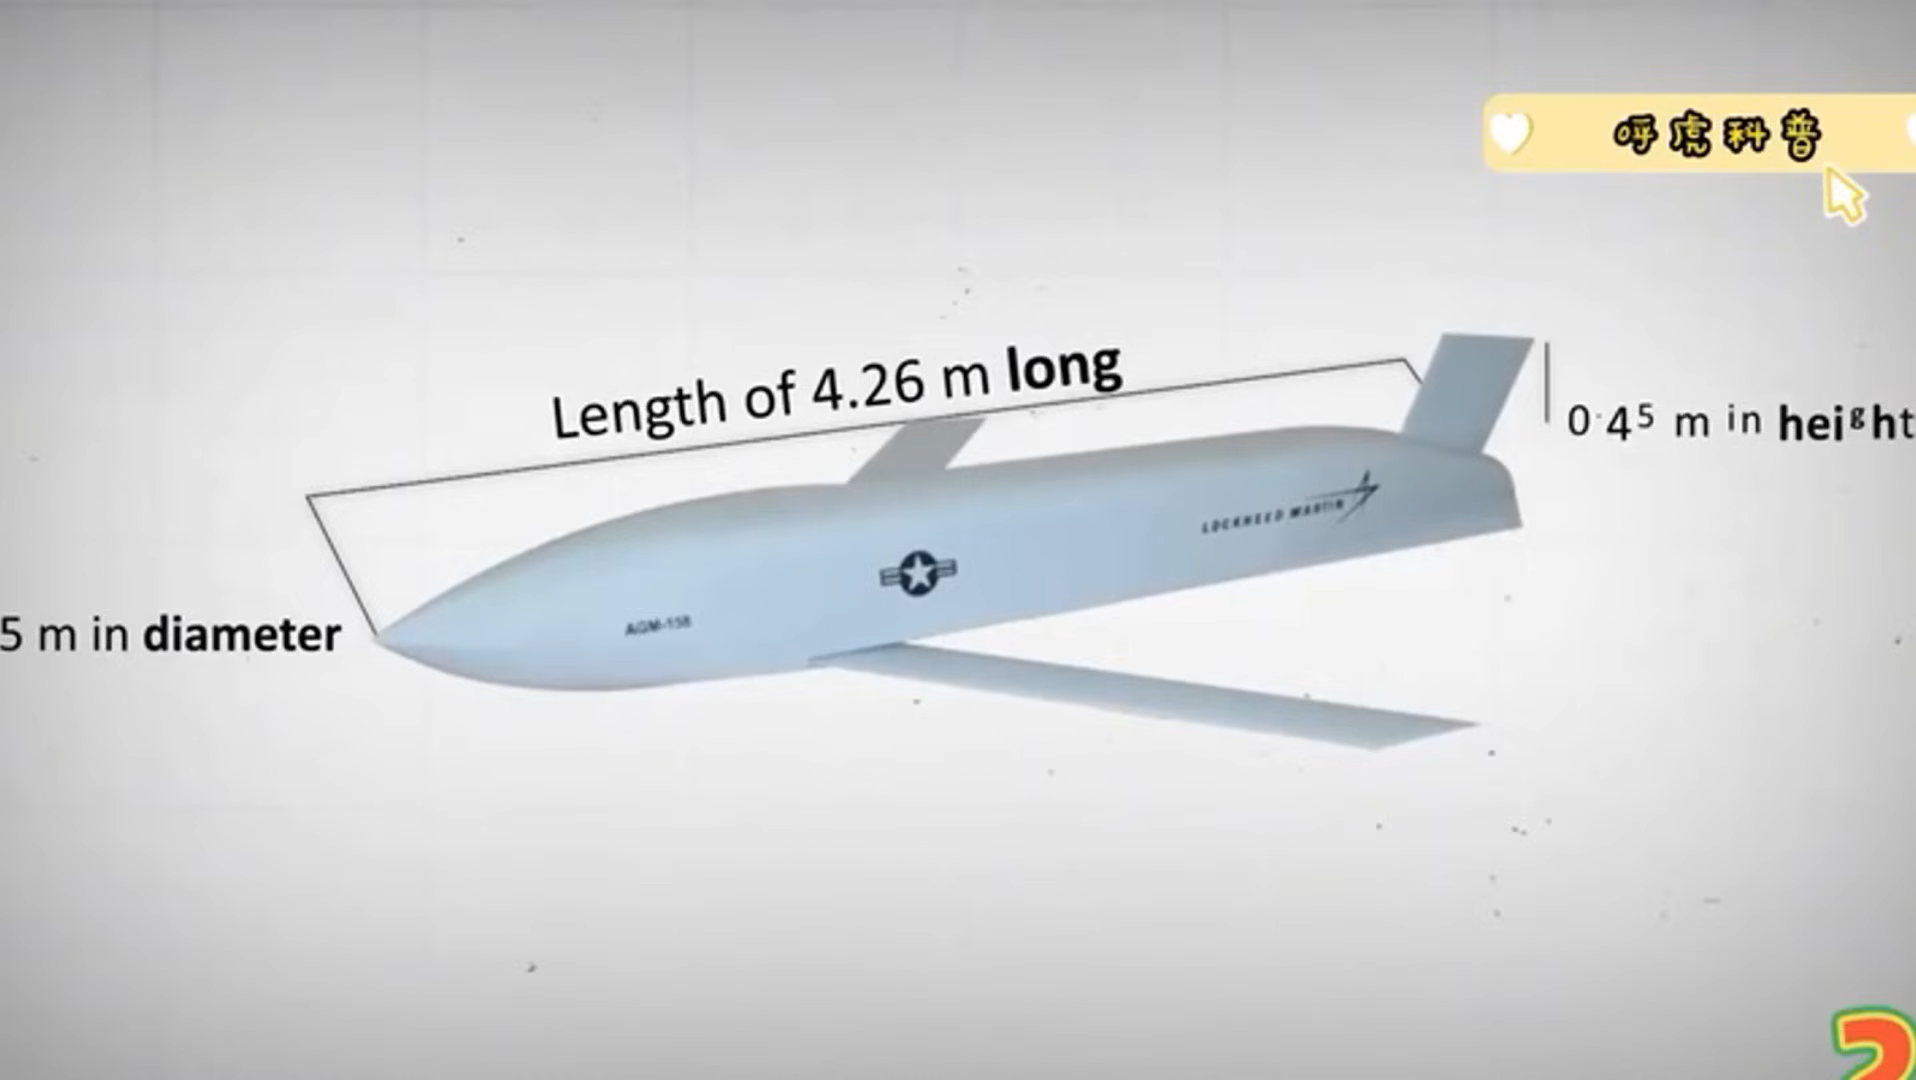 呼虎科普
Length of 4.26 m long
0.45 m in height
LOCKHEED MARTIN
AGM-158
5 m in diameter
2